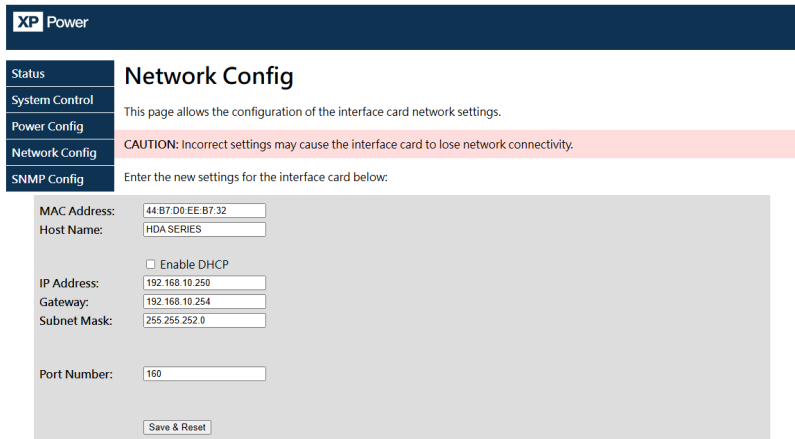 XP Power
Status
System Control
Power Config
Network Config
SNMP Config
Network Config
This page allows the configuration of the interface card network settings.
CAUTION: Incorrect settings may cause the interface card to lose network connectivity.
Enter the new settings for the interface card below:
MAC Address: 44:B7:D0:EE:B7:32
Host Name: HDA SERIES
Enable DHCP
IP Address: 192.168.10.250
Gateway: 192.168.10.254
Subnet Mask: 255.255.252.0
Port Number: 160
Save & Reset